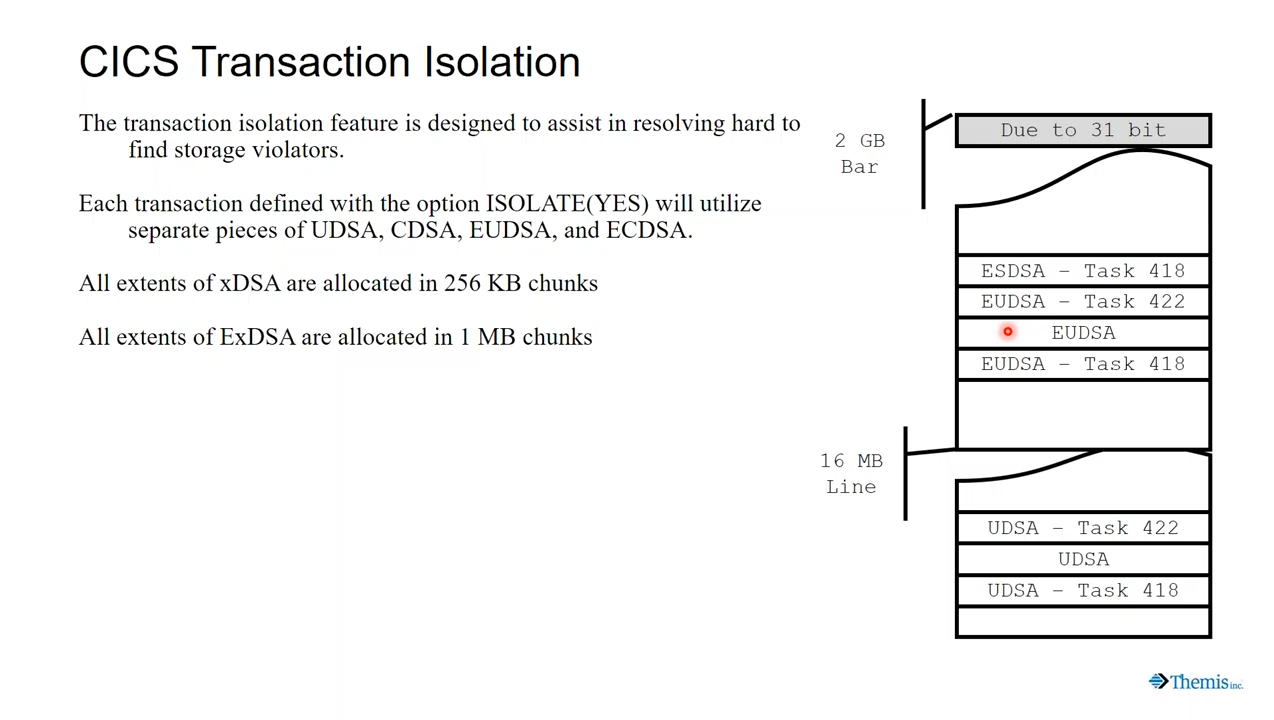 CICS Transaction Isolation
The transaction isolation feature is designed to assist in resolving hard to
find storage violators.
Each transaction defined with the option ISOLATE(YES) will utilize
separate pieces of UDSA, CDSA, EUDSA, and ECDSA.
All extents of xDSA are allocated in 256 KB chunks
All extents of ExDSA are allocated in 1 MB chunks
2 GB
Bar
Due to 31 bit
ESDSA – Task 418
EUDSA – Task 422
EUDSA
EUDSA – Task 418
16 MB
Line
UDSA – Task 422
UDSA
UDSA – Task 418
Themis inc.